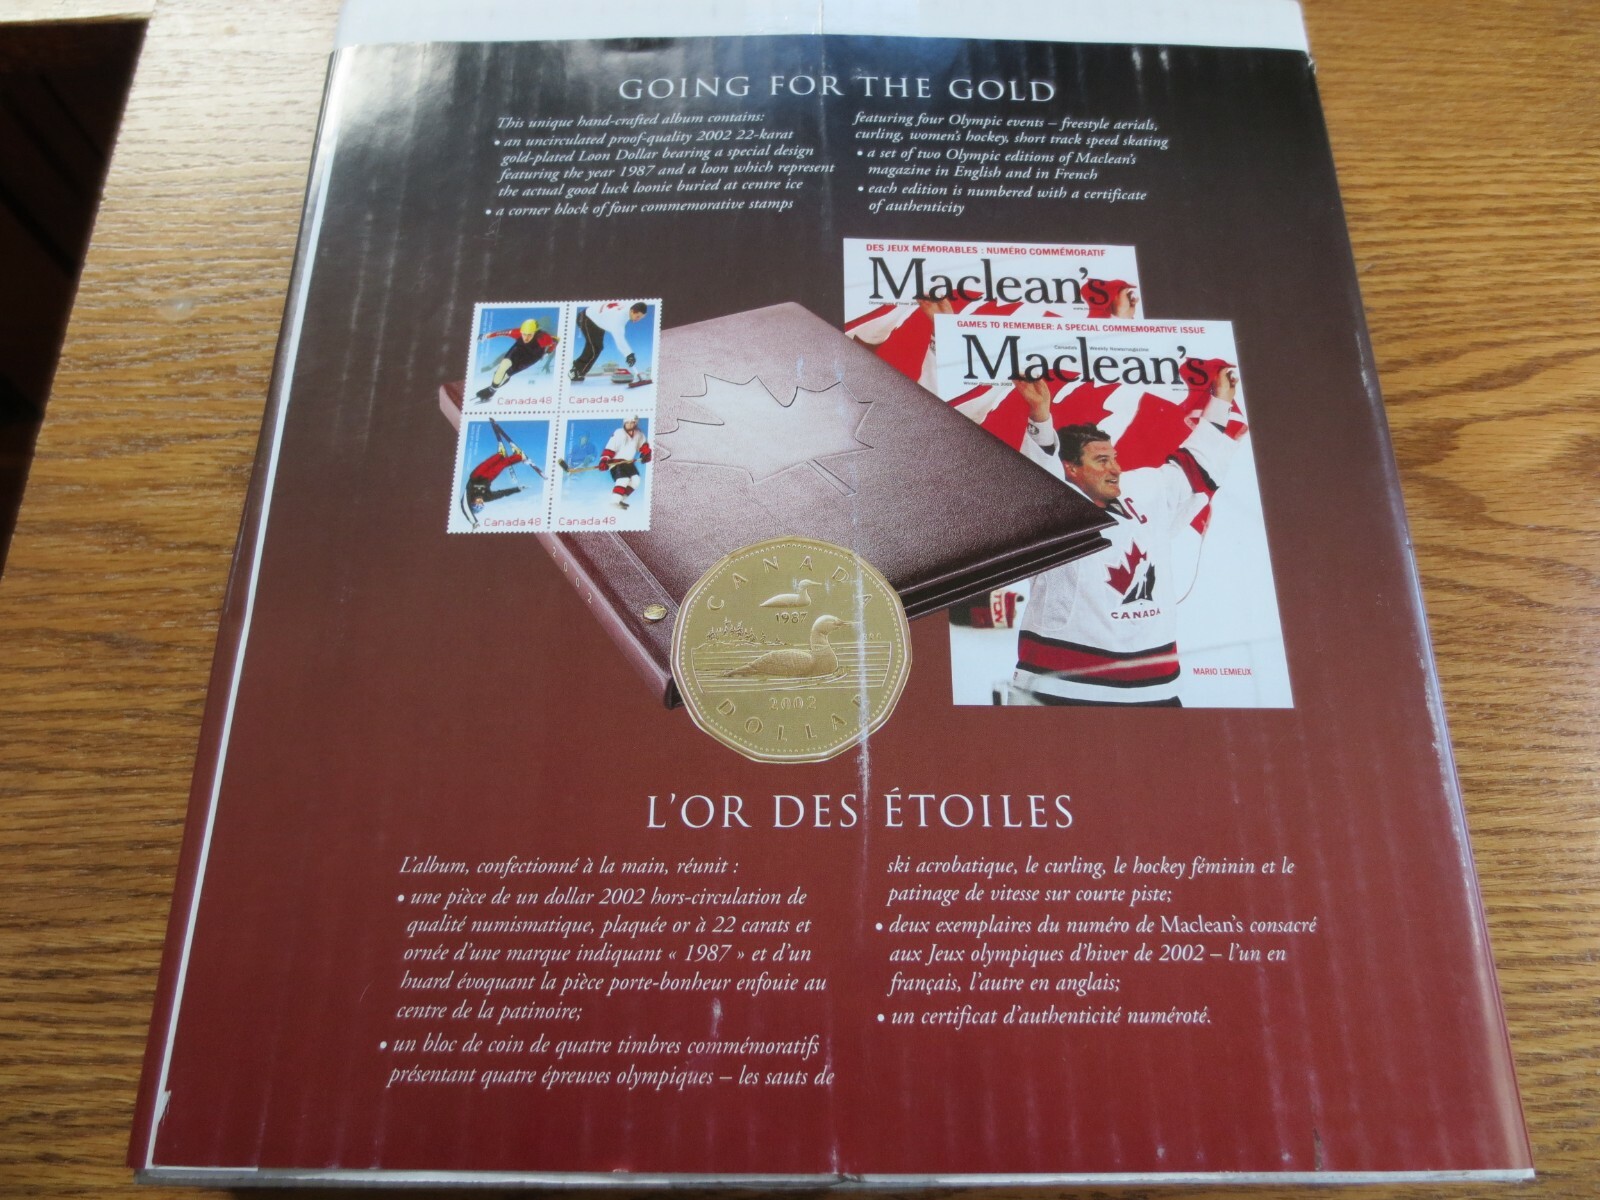 GOING FOR THE GOLD
This unique hand-crafted album contains:
• an uncirculated proof-quality 2002 22-karat
gold-plated Loon Dollar bearing a special design
featuring the year 1987 and a loon which represent
the actual good luck loonie buried at centre ice
• a corner block of four commemorative stamps
featuring four Olympic events – freestyle aerials,
curling, women's hockey, short track speed skating
• a set of two Olympic editions of Maclean's
magazine in English and in French
• each edition is numbered with a certificate
of authenticity
DES JEUX MÉMORABLES : NUMÉRO COMMÉMORATIF
Maclean's
GAMES TO REMEMBER: A SPECIAL COMMEMORATIVE ISSUE
Canada's Weekly Newsmagazine
Maclean's
C
CANADA
MARIO LEMIEUX
Canada 48
Canada 48
Canada 48
Canada 48
2002
CANADA
1987
2002
DOLLAR
L'OR DES ÉTOILES
L'album, confectionné à la main, réunit :
• une pièce de un dollar 2002 hors-circulation de
qualité numismatique, plaquée or à 22 carats et
ornée d'une marque indiquant « 1987 » et d'un
huard évoquant la pièce porte-bonheur enfouie au
centre de la patinoire;
• un bloc de coin de quatre timbres commémoratifs
présentant quatre épreuves olympiques – les sauts de
ski acrobatique, le curling, le hockey féminin et le
patinage de vitesse sur courte piste;
• deux exemplaires du numéro de Maclean's consacré
aux Jeux olympiques d'hiver de 2002 – l'un en
français, l'autre en anglais;
• un certificat d'authenticité numéroté.